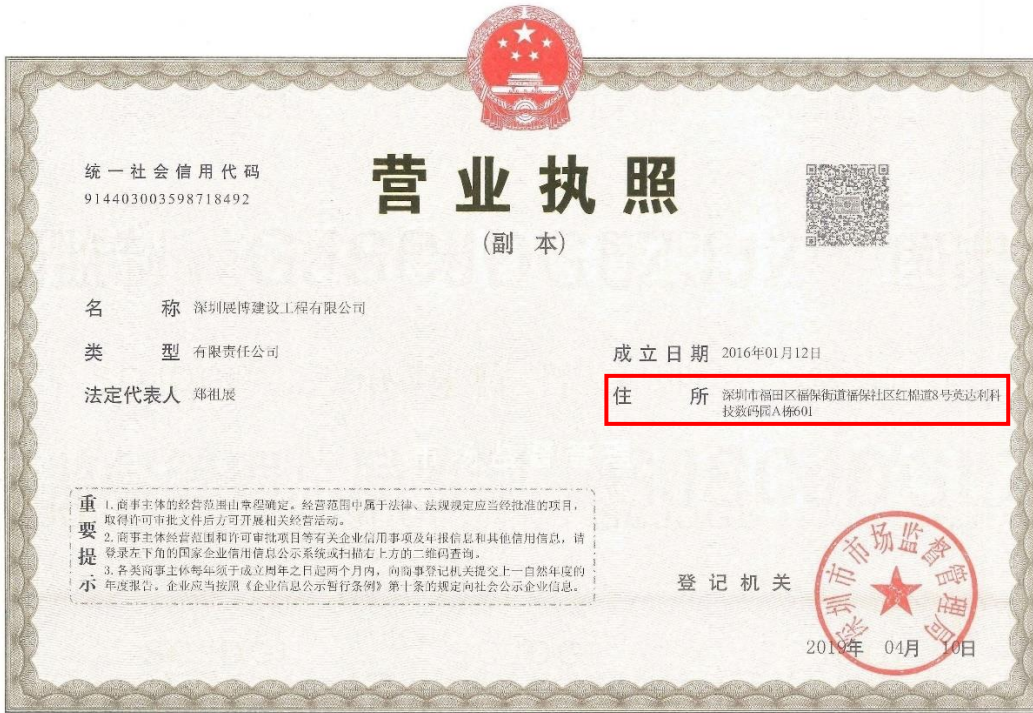 统一社会信用代码
914403003598718492
营业执照
(副 本)
名 称 深圳展博建设工程有限公司
类 型 有限责任公司
成立日期 2016年01月12日
法定代表人 郑祖展
住 所 深圳市福田区福保街道福保社区红棉道8号英达利科
技数码园A栋601
重要提示
1.商事主体的经营范围由章程确定。经营范围中属于法律、法规规定应当经批准的项目,
取得许可审批文件后方可开展相关经营活动。
2.商事主体经营范围和许可审批项目等有关企业信用事项及年报信息和其他信用信息,请
登录左下角的国家企业信用信息公示系统或扫描右上方的二维码查询。
3.各类商事主体每年须于成立周年之日起两个月内,向商事登记机关提交上一自然年度的
年度报告。企业应当按照《企业信息公示暂行条例》第十条的规定向社会公示企业信息。
登记机关
深圳市市场监督管理局
2019年 04月 10日